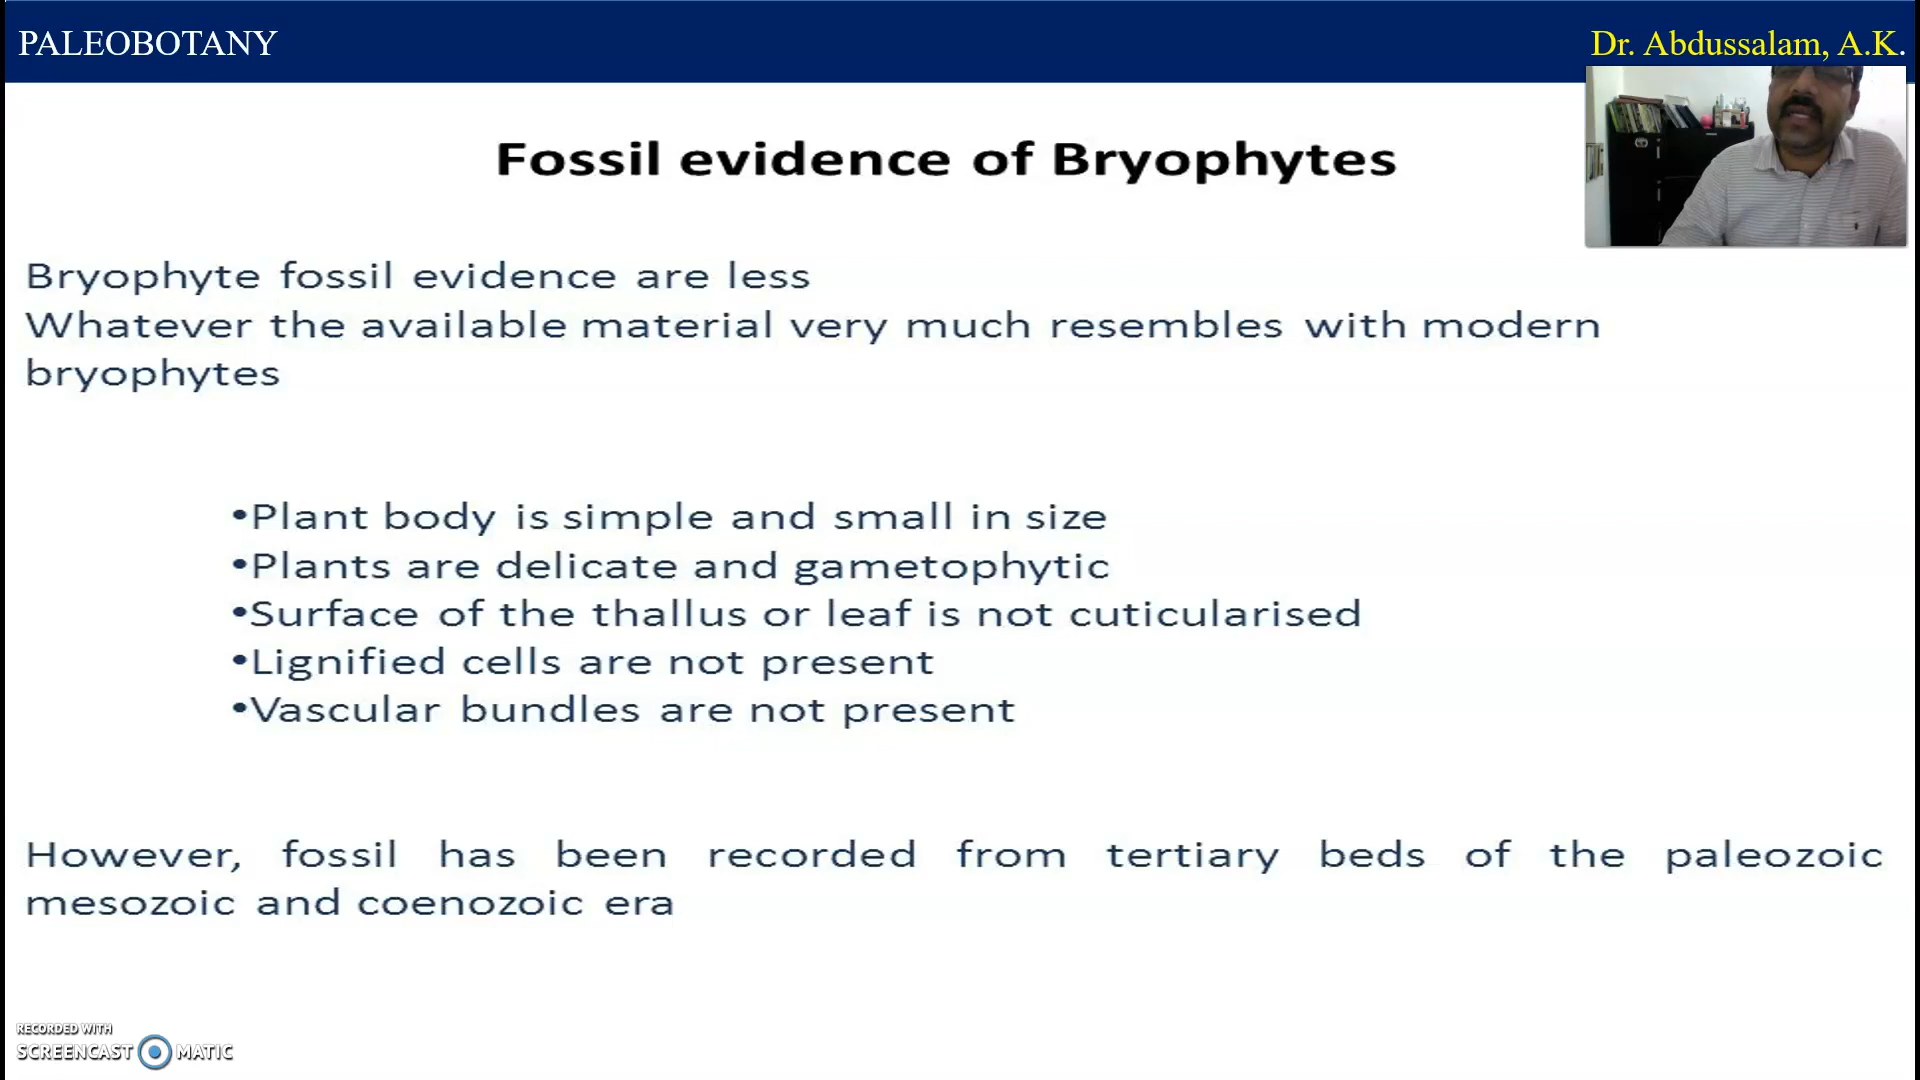 PALEOBOTANY
Dr. Abdussalam, A.K.
Fossil evidence of Bryophytes
Bryophyte fossil evidence are less
Whatever the available material very much resembles with modern
bryophytes
•Plant body is simple and small in size
•Plants are delicate and gametophytic
•Surface of the thallus or leaf is not cuticularised
•Lignified cells are not present
•Vascular bundles are not present
However, fossil has been recorded from tertiary beds of the paleozoic
mesozoic and coenozoic era
RECORDED WITH
SCREENCAST MATIC